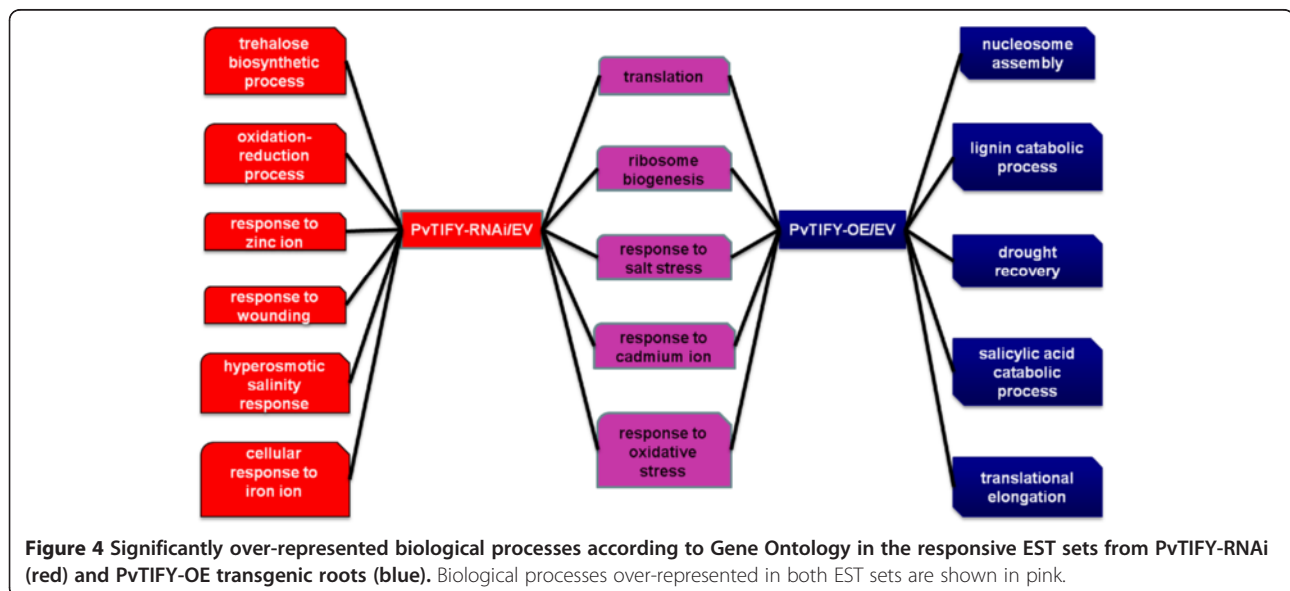 trehalose
biosynthetic
process
oxidation-
reduction
process
response to
zinc ion
response to
wounding
hyperosmotic
salinity
response
cellular
response to
iron ion
PvTIFY-RNAi/EV
translation
ribosome
biogenesis
response to
salt stress
response to
cadmium ion
response to
oxidative
stress
PvTIFY-OE/EV
nucleosome
assembly
lignin catabolic
process
drought
recovery
salicylic acid
catabolic
process
translational
elongation
Figure 4 Significantly over-represented biological processes according to Gene Ontology in the responsive EST sets from PvTIFY-RNAi
(red) and PvTIFY-OE transgenic roots (blue). Biological processes over-represented in both EST sets are shown in pink.